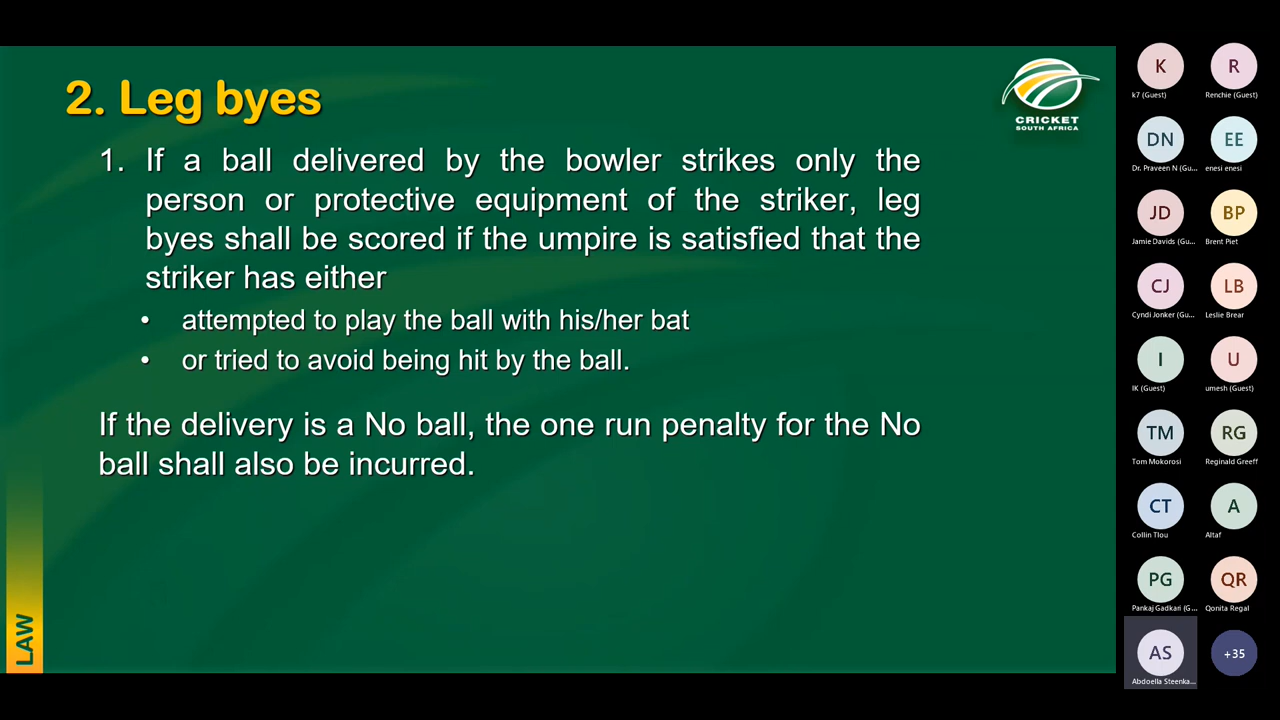 2. Leg byes
CRICKET
SOUTH AFRICA
1. If a ball delivered by the bowler strikes only the
person or protective equipment of the striker, leg
byes shall be scored if the umpire is satisfied that the
striker has either
• attempted to play the ball with his/her bat
• or tried to avoid being hit by the ball.
If the delivery is a No ball, the one run penalty for the No
ball shall also be incurred.
LAW
K R
k7 (Guest) Renchie (Guest)
DN EE
Dr. Praveen N (Gu... enesi enesi
JD BP
Jamie Davids (Gu... Brent Piet
CJ LB
Cyndi Jonker (Gu... Leslie Brear
I U
IK (Guest) umesh (Guest)
TM RG
Tom Mokorosi Reginald Greeff
CT A
Collin Tlou Altaf
PG QR
Pankaj Gadkari (G... Qonita Regal
AS +35
Abdoella Steenka...